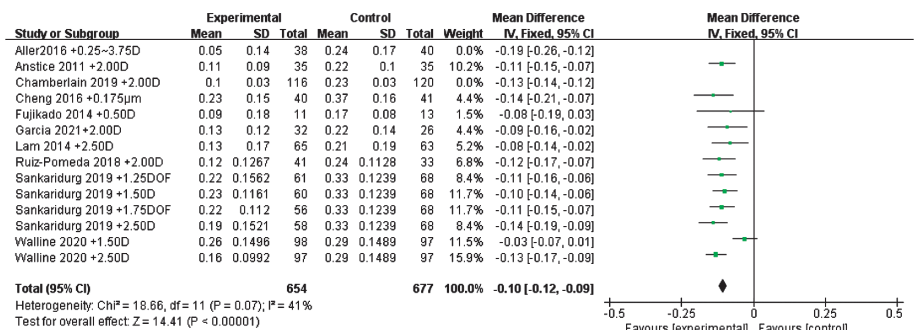 Experimental Control Mean Difference Mean Difference
Study or Subgroup Mean SD Total Mean SD Total Weight IV, Fixed, 95% CI IV, Fixed, 95% CI
Aller2016 +0.25~3.75D 0.05 0.14 38 0.24 0.17 40 0.0% -0.19 [-0.26, -0.12]
Anstice 2011 +2.00D 0.11 0.09 35 0.22 0.1 35 10.2% -0.11 [-0.15, -0.07]
Chamberlain 2019 +2.00D 0.1 0.03 116 0.23 0.03 120 0.0% -0.13 [-0.14, -0.12]
Cheng 2016 +0.175μm 0.23 0.15 40 0.37 0.16 41 4.4% -0.14 [-0.21, -0.07]
Fujikado 2014 +0.50D 0.09 0.18 11 0.17 0.08 13 1.6% -0.08 [-0.19, 0.03]
Garcia 2021+2.00D 0.13 0.12 32 0.22 0.14 26 4.5% -0.09 [-0.16, -0.02]
Lam 2014 +2.50D 0.13 0.17 65 0.21 0.19 63 5.3% -0.08 [-0.14, -0.02]
Ruiz-Pomeda 2018 +2.00D 0.12 0.1267 41 0.24 0.1128 33 6.8% -0.12 [-0.17, -0.07]
Sankaridurg 2019 +1.25DOF 0.22 0.1562 61 0.33 0.1239 68 8.4% -0.11 [-0.16, -0.06]
Sankaridurg 2019 +1.50D 0.23 0.1161 60 0.33 0.1239 68 10.7% -0.10 [-0.14, -0.06]
Sankaridurg 2019 +1.75DOF 0.22 0.112 56 0.33 0.1239 68 10.7% -0.11 [-0.15, -0.07]
Sankaridurg 2019 +2.50D 0.19 0.1521 58 0.33 0.1239 68 8.4% -0.14 [-0.19, -0.09]
Walline 2020 +1.50D 0.26 0.1496 98 0.29 0.1489 97 11.5% -0.03 [-0.07, 0.01]
Walline 2020 +2.50D 0.16 0.0992 97 0.29 0.1489 97 15.9% -0.13 [-0.17, -0.09]
Total (95% CI) 654 677 100.0% -0.10 [-0.12, -0.09]
Heterogeneity: Chi² = 18.66, df = 11 (P = 0.07); I² = 41%
Test for overall effect: Z = 14.41 (P < 0.00001)
-0.5 -0.25 0 0.25 0.5
Favours [experimental] Favours [control]